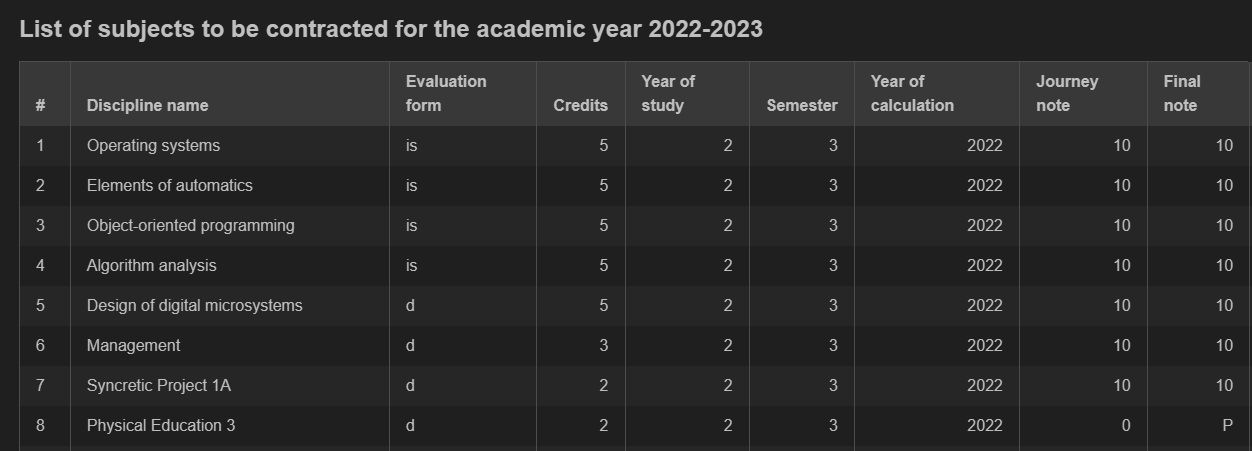 List of subjects to be contracted for the academic year 2022-2023
# Discipline name Evaluation form Credits Year of study Semester Year of calculation Journey note Final note
1 Operating systems is 5 2 3 2022 10 10
2 Elements of automatics is 5 2 3 2022 10 10
3 Object-oriented programming is 5 2 3 2022 10 10
4 Algorithm analysis is 5 2 3 2022 10 10
5 Design of digital microsystems d 5 2 3 2022 10 10
6 Management d 3 2 3 2022 10 10
7 Syncretic Project 1A d 2 2 3 2022 10 10
8 Physical Education 3 d 2 2 3 2022 0 P